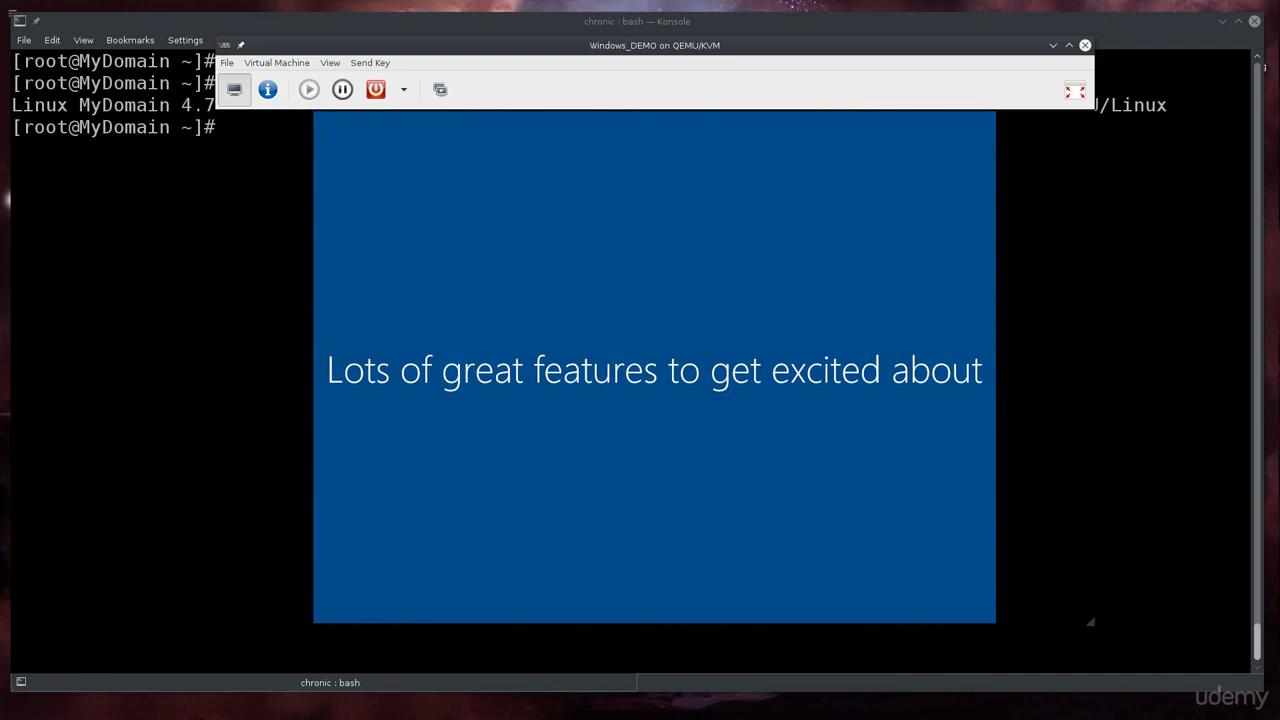 chronic : bash — Konsole
File Edit View Bookmarks Settings
[root@MyDomain ~]#
[root@MyDomain ~]#
Linux MyDomain 4.7
/Linux
[root@MyDomain ~]#
Windows_DEMO on QEMU/KVM
File Virtual Machine View Send Key
Lots of great features to get excited about
chronic : bash
udemy